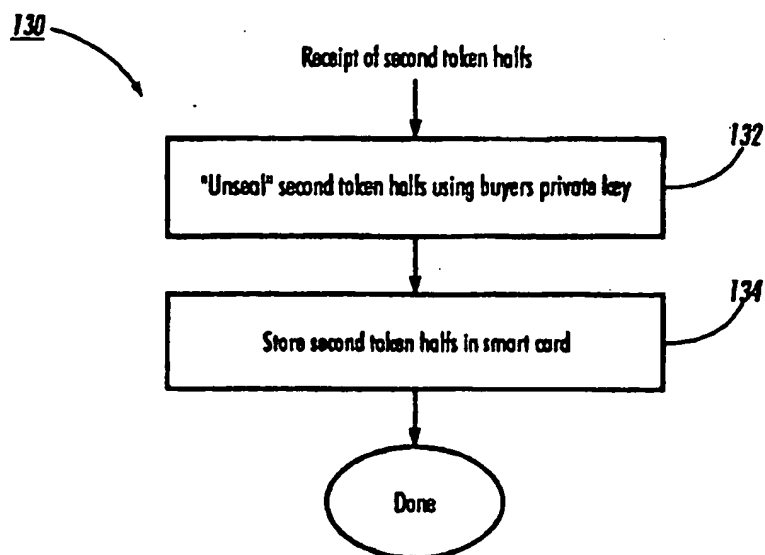 130
Receipt of second token halfs
132
"Unseal" second token halfs using buyers private key
134
Store second token halfs in smart card
Done